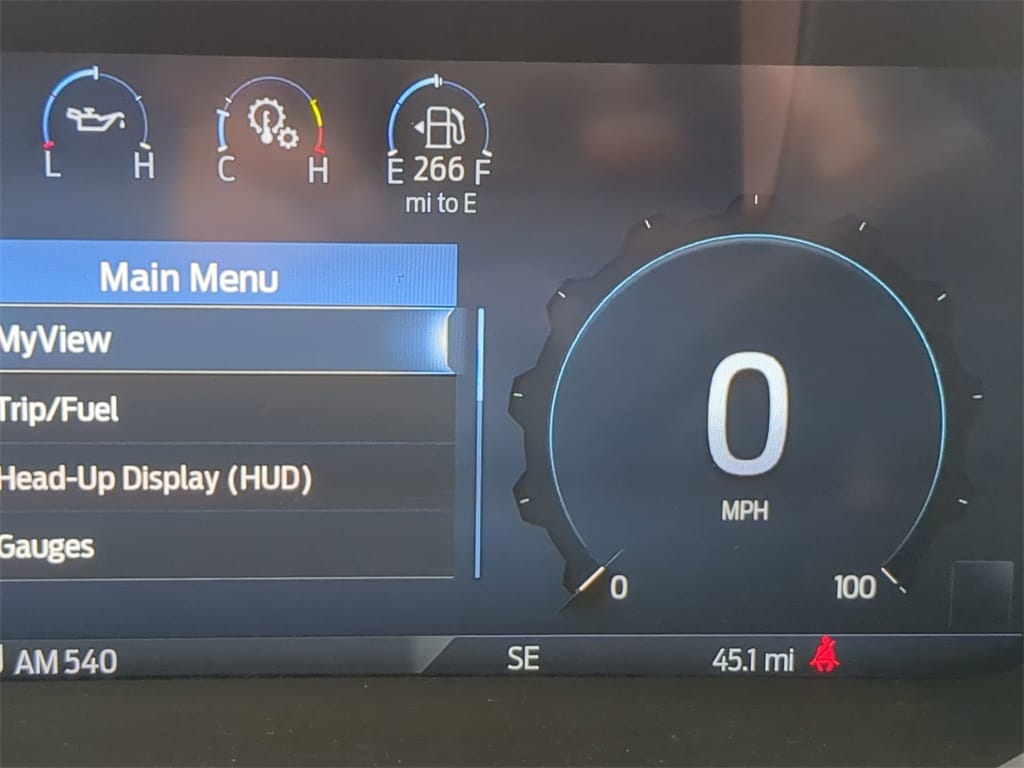 L H C H E 266 F
mi to E
Main Menu
MyView
Trip/Fuel
Head-Up Display (HUD)
Gauges
0
MPH
0 100
AM 540 SE 45.1 mi